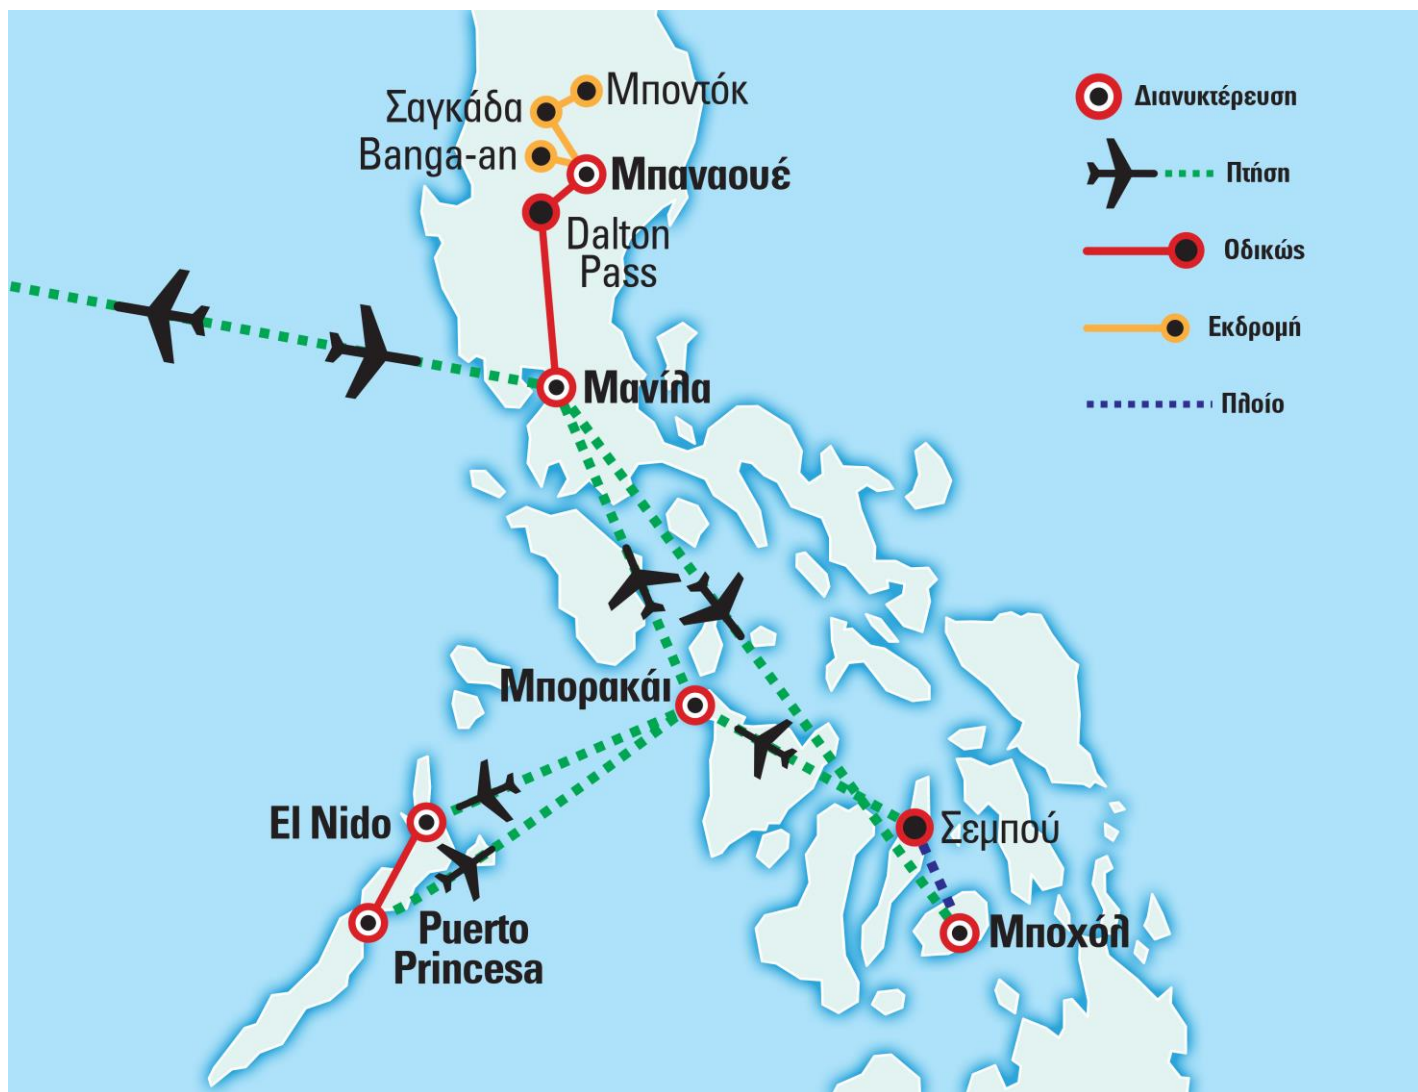 Μποντόκ
Σαγκάδα
Banga-an
Μπαναουέ
Dalton
Pass
Μανίλα
Μπορακάι
El Nido
Σεμπού
Puerto
Princesa
Μποχόλ
Διανυκτέρευση
Πτήση
Οδικώς
Εκδρομή
Πλοίο